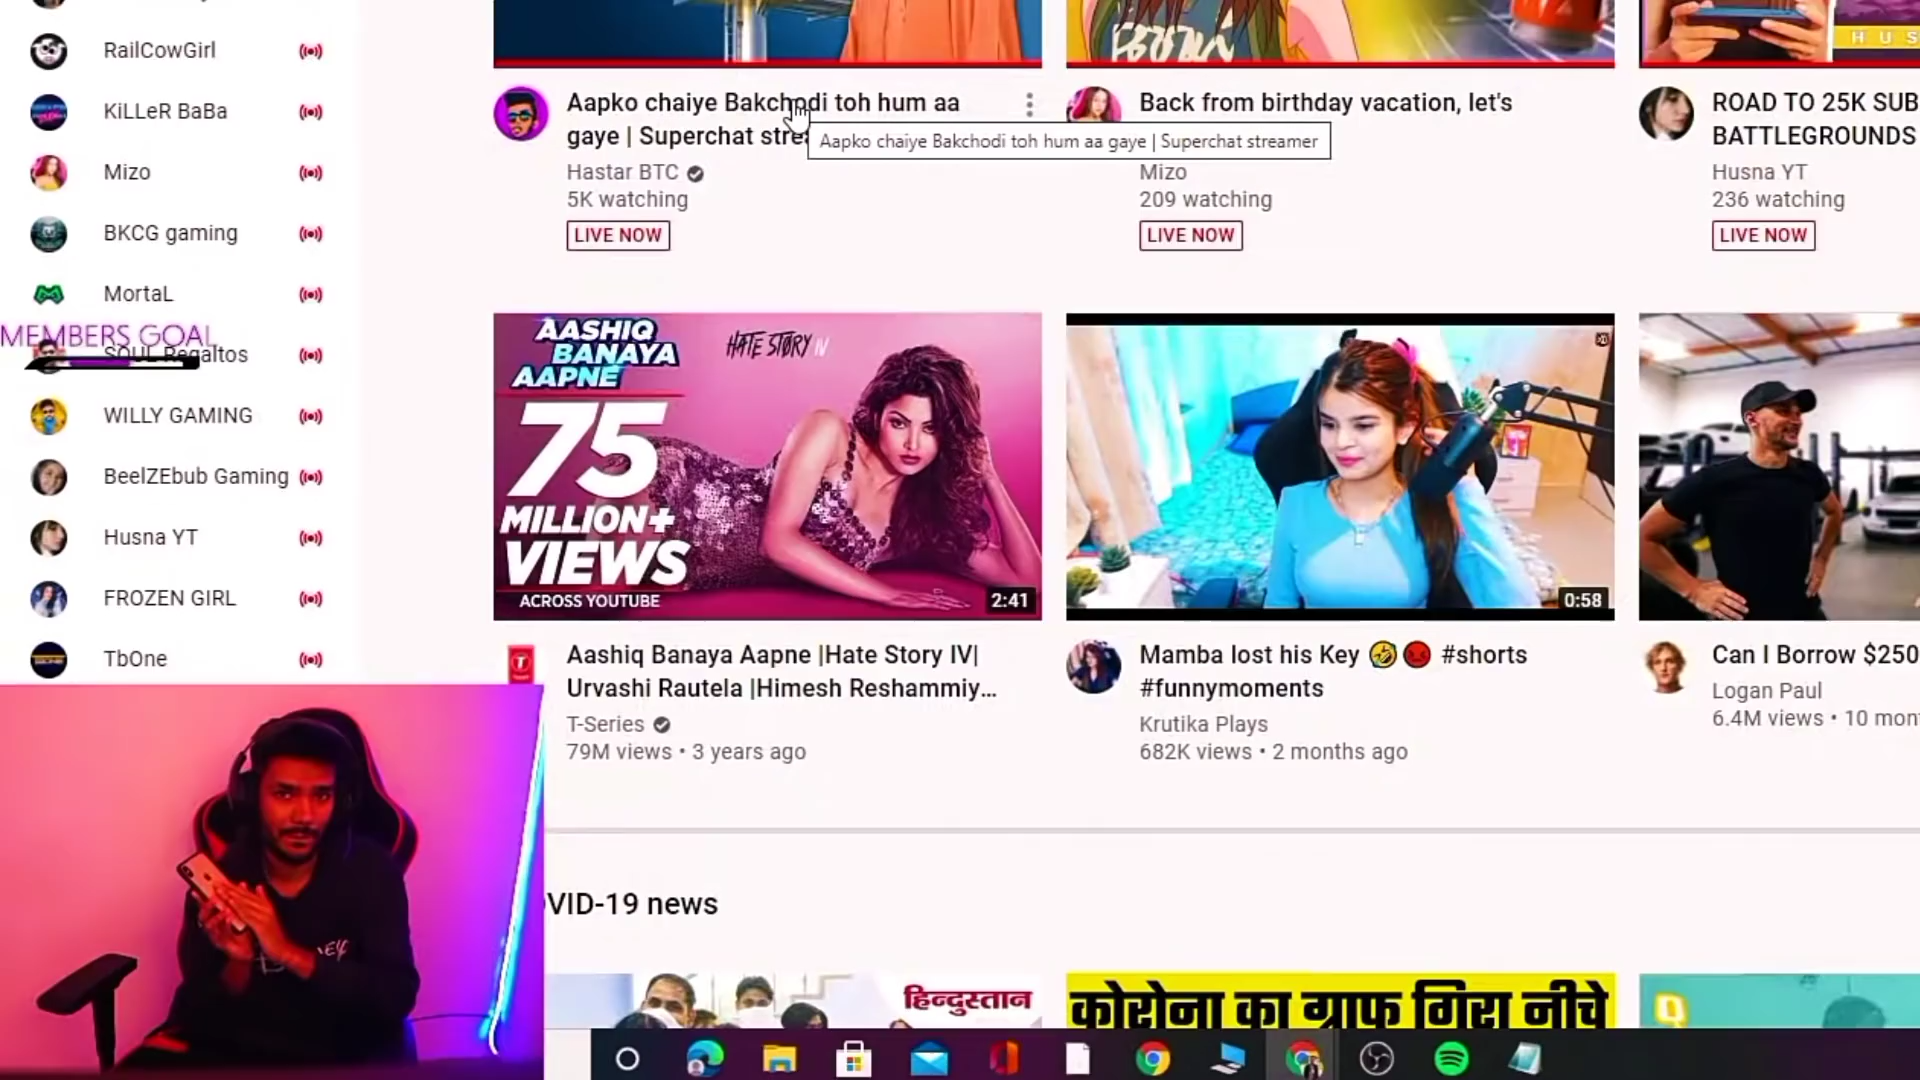 RailCowGirl
KiLLeR BaBa
Mizo
BKCG gaming
MortaL
MEMBERS GOAL
SOUL Regaltos
WILLY GAMING
BeelZEbub Gaming
Husna YT
FROZEN GIRL
TbOne
Aapko chaiye Bakchodi toh hum aa
gaye | Superchat strea
Aapko chaiye Bakchodi toh hum aa gaye | Superchat streamer
Hastar BTC
5K watching
LIVE NOW
Back from birthday vacation, let's
Mizo
209 watching
LIVE NOW
HUS
ROAD TO 25K SUB
BATTLEGROUNDS
Husna YT
236 watching
LIVE NOW
AASHIQ
BANAYA
AAPNE
HATE STORY IV
75
MILLION+
VIEWS
ACROSS YOUTUBE
2:41
Aashiq Banaya Aapne |Hate Story IV|
Urvashi Rautela |Himesh Reshammiy...
T-Series
79M views • 3 years ago
0:58
Mamba lost his Key 🤣😡 #shorts
#funnymoments
Krutika Plays
682K views • 2 months ago
Can I Borrow $250
Logan Paul
6.4M views • 10 mon
VID-19 news
हिन्दुस्तान
कोरोना का ग्राफ गिरा नीचे